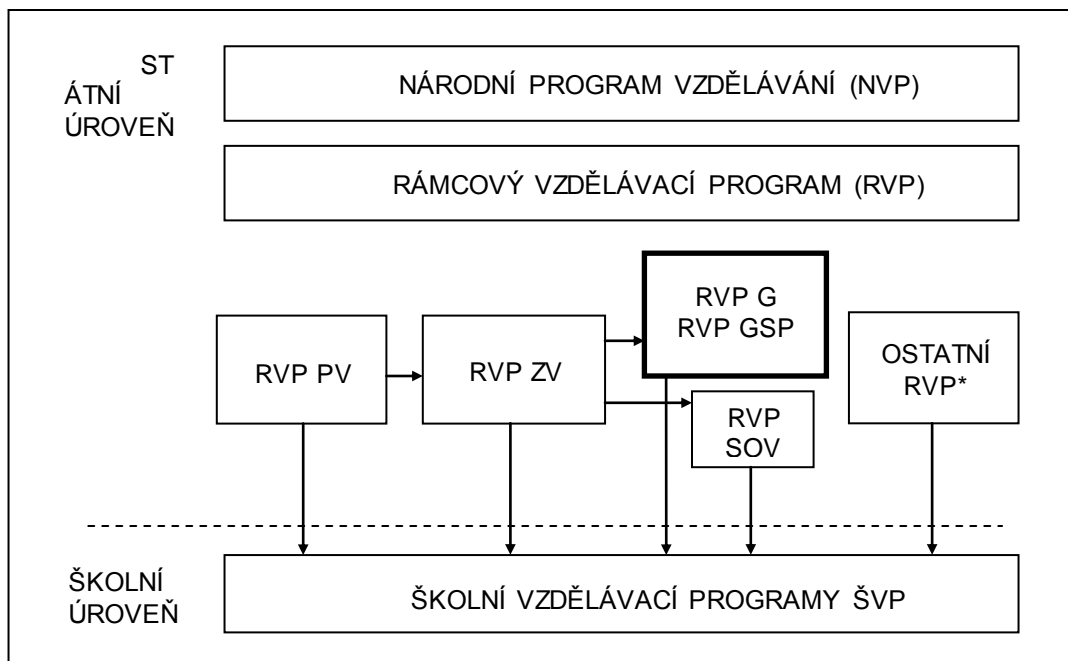 ST
ÁTNÍ
ÚROVEŇ
NÁRODNÍ PROGRAM VZDĚLÁVÁNÍ (NVP)
RÁMCOVÝ VZDĚLÁVACÍ PROGRAM (RVP)
RVP PV
RVP ZV
RVP G
RVP GSP
RVP
SOV
OSTATNÍ
RVP*
ŠKOLNÍ
ÚROVEŇ
ŠKOLNÍ VZDĚLÁVACÍ PROGRAMY ŠVP